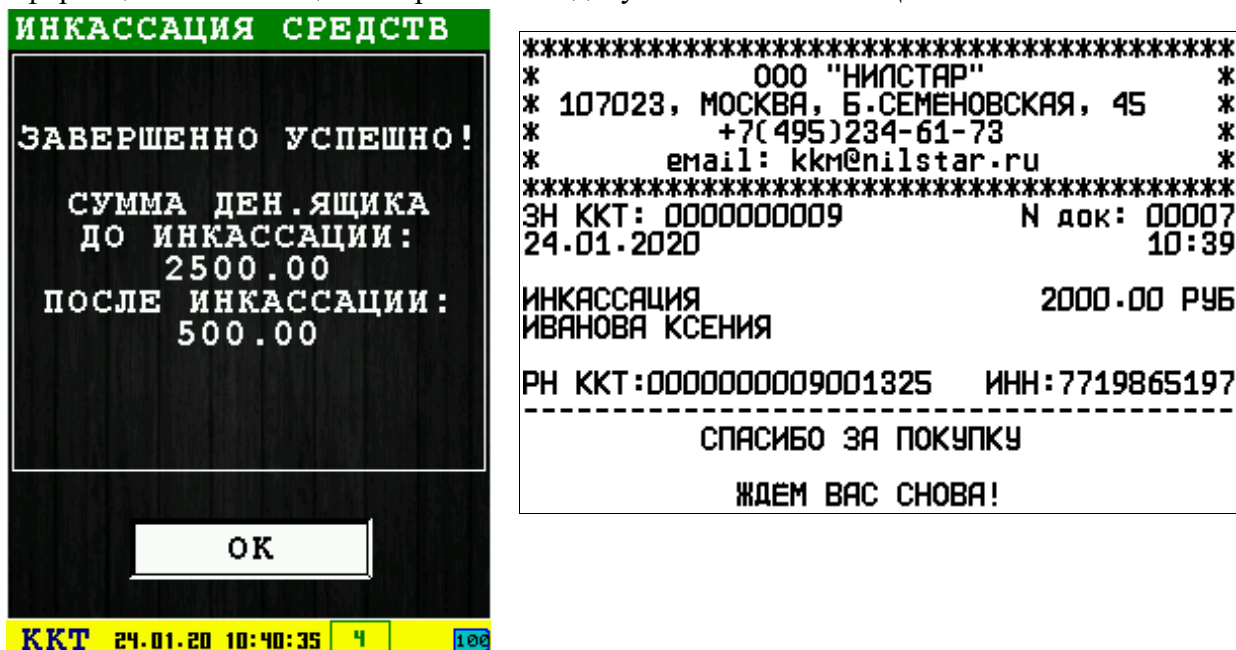 ИНКАССАЦИЯ СРЕДСТВ
ЗАВЕРШЕННО УСПЕШНО!
СУММА ДЕН.ЯЩИКА
ДО ИНКАССАЦИИ:
2500.00
ПОСЛЕ ИНКАССАЦИИ:
500.00
ОК
ККТ 24.01.20 10:40:35 4 100
****************************************
* ООО "НИЛСТАР" *
* 107023, МОСКВА, Б.СЕМЕНОВСКАЯ, 45 *
* +7(495)234-61-73 *
* email: kkm@nilstar.ru *
****************************************
ЗН ККТ: 0000000009 N док: 00007
24.01.2020 10:39
ИНКАССАЦИЯ 2000.00 РУБ
ИВАНОВА КСЕНИЯ
РН ККТ:0000000009001325 ИНН:7719865197
----------------------------------------
СПАСИБО ЗА ПОКУПКУ
ЖДЕМ ВАС СНОВА!